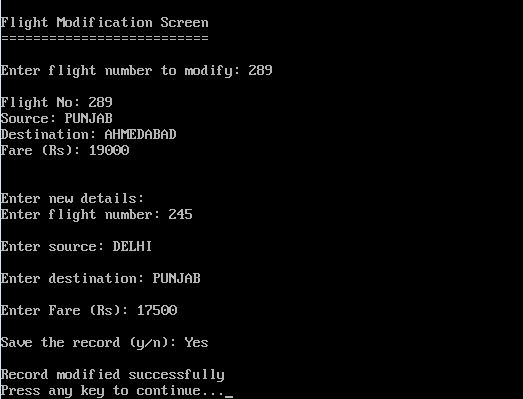 Flight Modification Screen
==========================
Enter flight number to modify: 289
Flight No: 289
Source: PUNJAB
Destination: AHMEDABAD
Fare (Rs): 19000
Enter new details:
Enter flight number: 245
Enter source: DELHI
Enter destination: PUNJAB
Enter Fare (Rs): 17500
Save the record (y/n): Yes
Record modified successfully
Press any key to continue..._